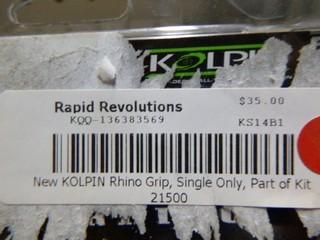 KOLPIN
Rapid Revolutions
$35.00
KQQ-136383569
KS14B1
New KOLPIN Rhino Grip, Single Only, Part of Kit
21500